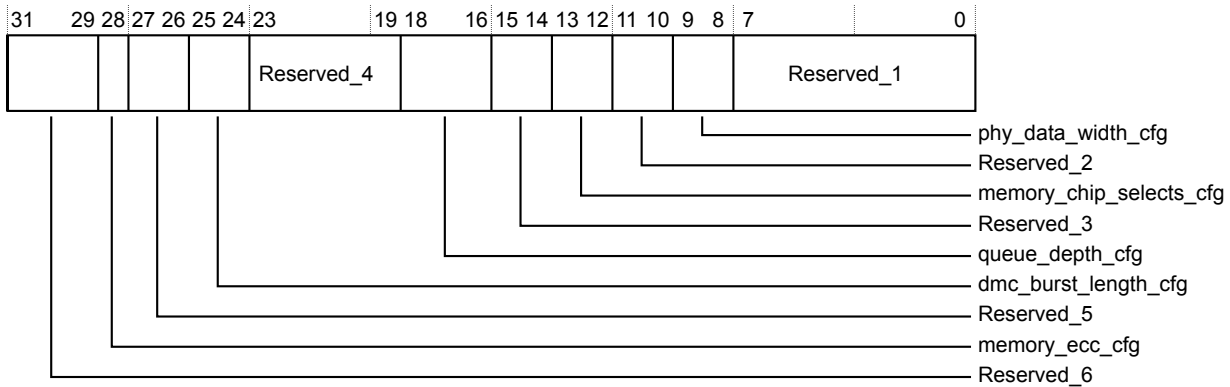 31 29 28 27 26 25 24 23 19 18 16 15 14 13 12 11 10 9 8 7 0
Reserved_4 Reserved_1
phy_data_width_cfg
Reserved_2
memory_chip_selects_cfg
Reserved_3
queue_depth_cfg
dmc_burst_length_cfg
Reserved_5
memory_ecc_cfg
Reserved_6